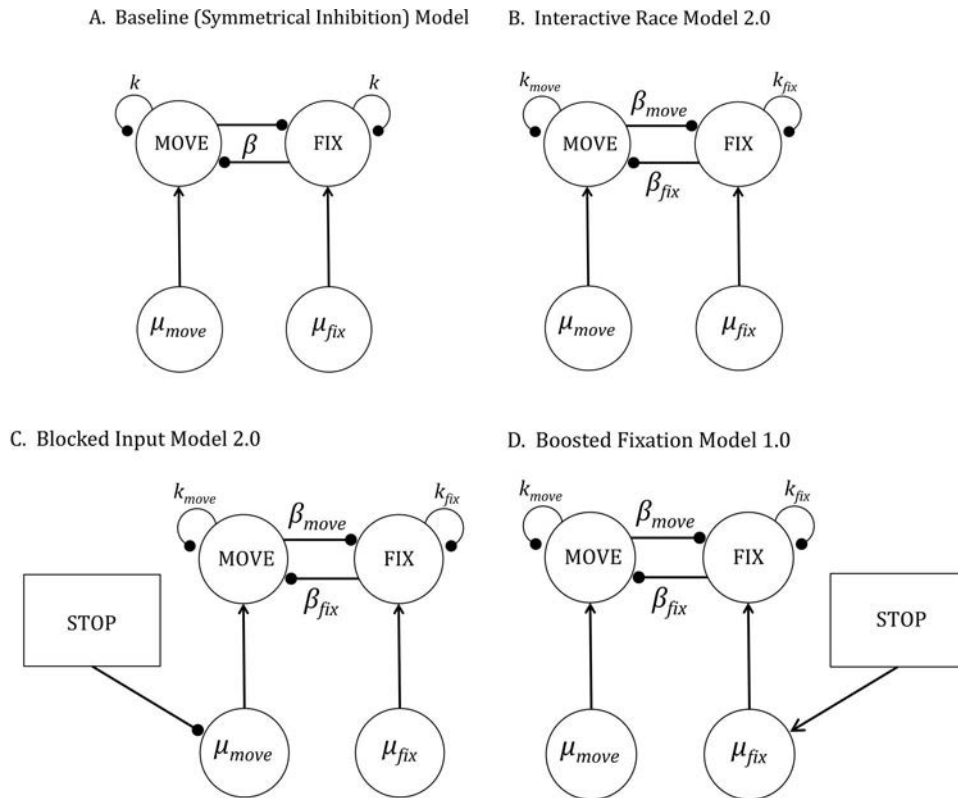 A. Baseline (Symmetrical Inhibition) Model
B. Interactive Race Model 2.0
k
k
MOVE
β
FIX
μmove
μfix
kmove
kfix
βmove
MOVE
FIX
βfix
μmove
μfix
C. Blocked Input Model 2.0
D. Boosted Fixation Model 1.0
kmove
kfix
βmove
MOVE
FIX
βfix
STOP
μmove
μfix
kmove
kfix
βmove
MOVE
FIX
βfix
STOP
μmove
μfix